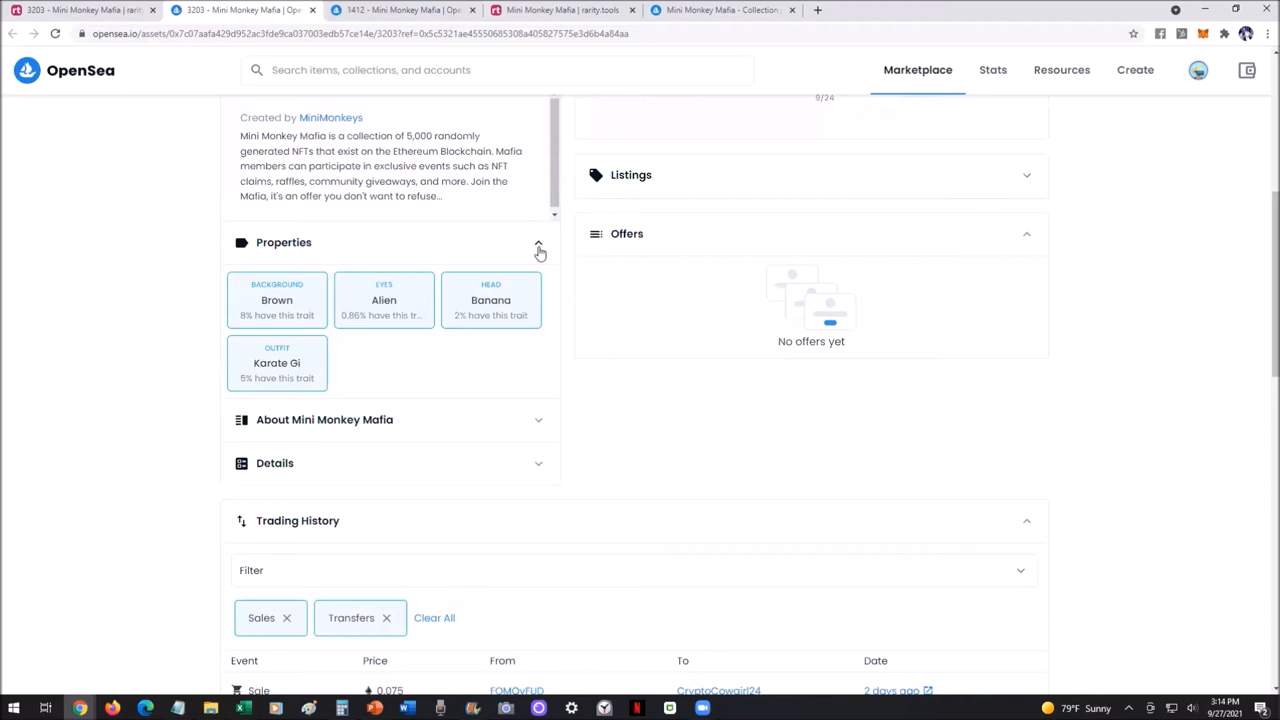 3203 - Mini Monkey Mafia | rarit
3203 - Mini Monkey Mafia | Ope
1412 - Mini Monkey Mafia | Open
Mini Monkey Mafia | rarity.tools
Mini Monkey Mafia - Collection
opensea.io/assets/0x7c07aafa429d952ac3fde9ca037003edb57ce14e/3203?ref=0x5c5321ae45550685308a405827575e3d6b4a84aa
OpenSea
Search items, collections, and accounts
Marketplace
Stats
Resources
Create
9/24
Created by MiniMonkeys
Mini Monkey Mafia is a collection of 5,000 randomly
generated NFTs that exist on the Ethereum Blockchain. Mafia
members can participate in exclusive events such as NFT
claims, raffles, community giveaways, and more. Join the
Mafia, it's an offer you don't want to refuse...
Listings
Offers
No offers yet
Properties
BACKGROUND
Brown
8% have this trait
EYES
Alien
0.86% have this tr...
HEAD
Banana
2% have this trait
OUTFIT
Karate Gi
5% have this trait
About Mini Monkey Mafia
Details
Trading History
Filter
Sales
Transfers
Clear All
Event
Price
From
To
Date
Sale
0.075
FOMOvFUD
CryptoCowgirl24
2 days ago
79°F Sunny
3:14 PM
9/27/2021